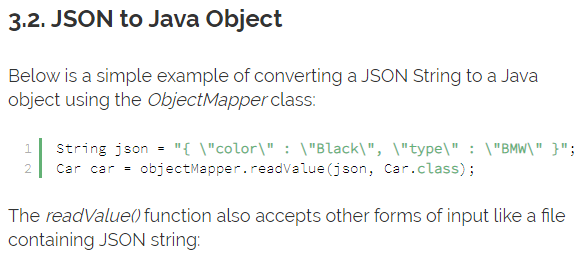 3.2. JSON to Java Object
Below is a simple example of converting a JSON String to a Java
object using the ObjectMapper class:
1 String json = "{ \"color\" : \"Black\", \"type\" : \"BMW\" }";
2 Car car = objectMapper.readValue(json, Car.class);
The readValue() function also accepts other forms of input like a file
containing JSON string: